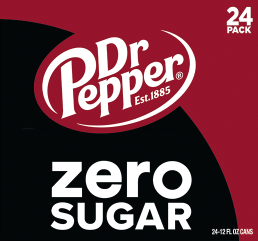 24
PACK
Dr
Pepper®
Est.1885
zero
SUGAR
24-12 FL OZ CANS